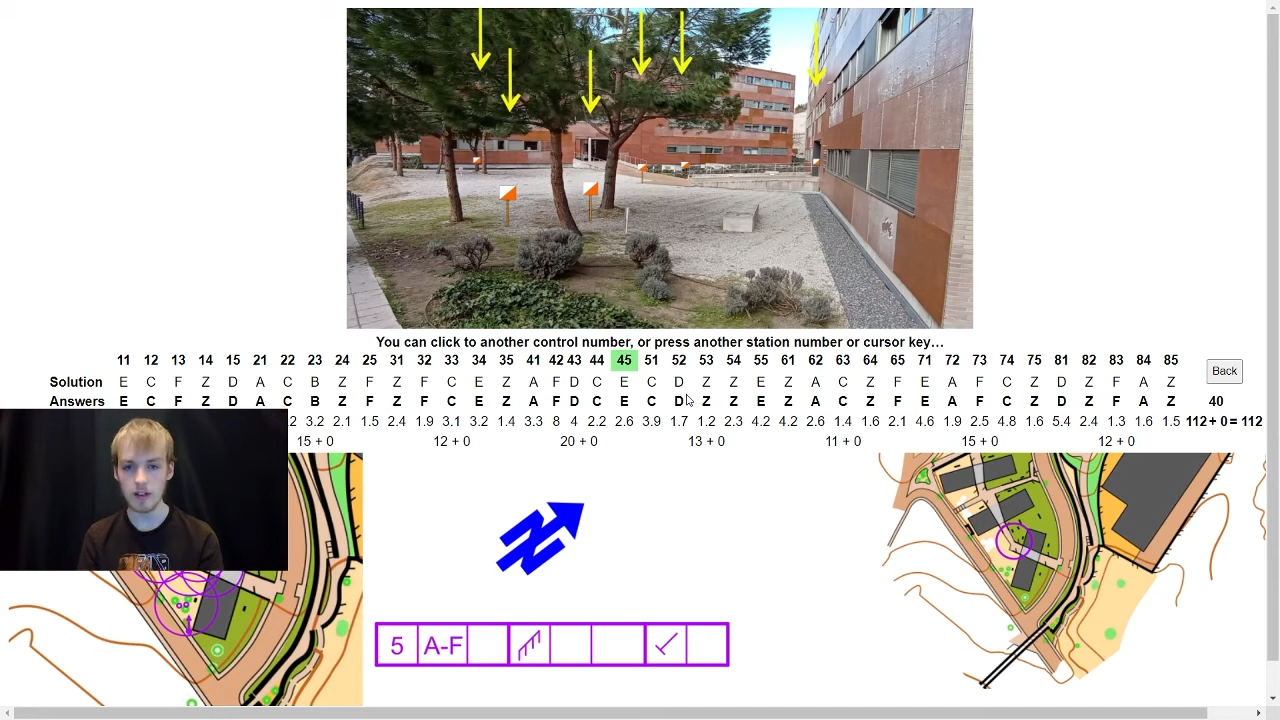 You can click to another control number, or press another station number or cursor key…
11 12 13 14 15 21 22 23 24 25 31 32 33 34 35 41 42 43 44 45 51 52 53 54 55 61 62 63 64 65 71 72 73 74 75 81 82 83 84 85
Back
Solution E C F Z D A C B Z F Z F C E Z A F D C E C D Z Z E Z A C Z F E A F C Z D Z F A Z
Answers E C F Z D A C B Z F Z F C E Z A F D C E C D Z Z E Z A C Z F E A F C Z D Z F A Z 40
2 3.2 2.1 1.5 2.4 1.9 3.1 3.2 1.4 3.3 8 4 2.2 2.6 3.9 1.7 1.2 2.3 4.2 4.2 2.6 1.4 1.6 2.1 4.6 1.9 2.5 4.8 1.6 5.4 2.4 1.3 1.6 1.5 112 + 0 = 112
15 + 0 12 + 0 20 + 0 13 + 0 11 + 0 15 + 0 12 + 0
N
5 A-F